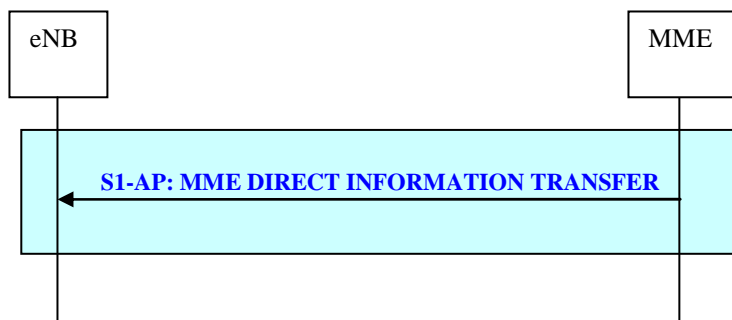 eNB
MME
S1-AP: MME DIRECT INFORMATION TRANSFER